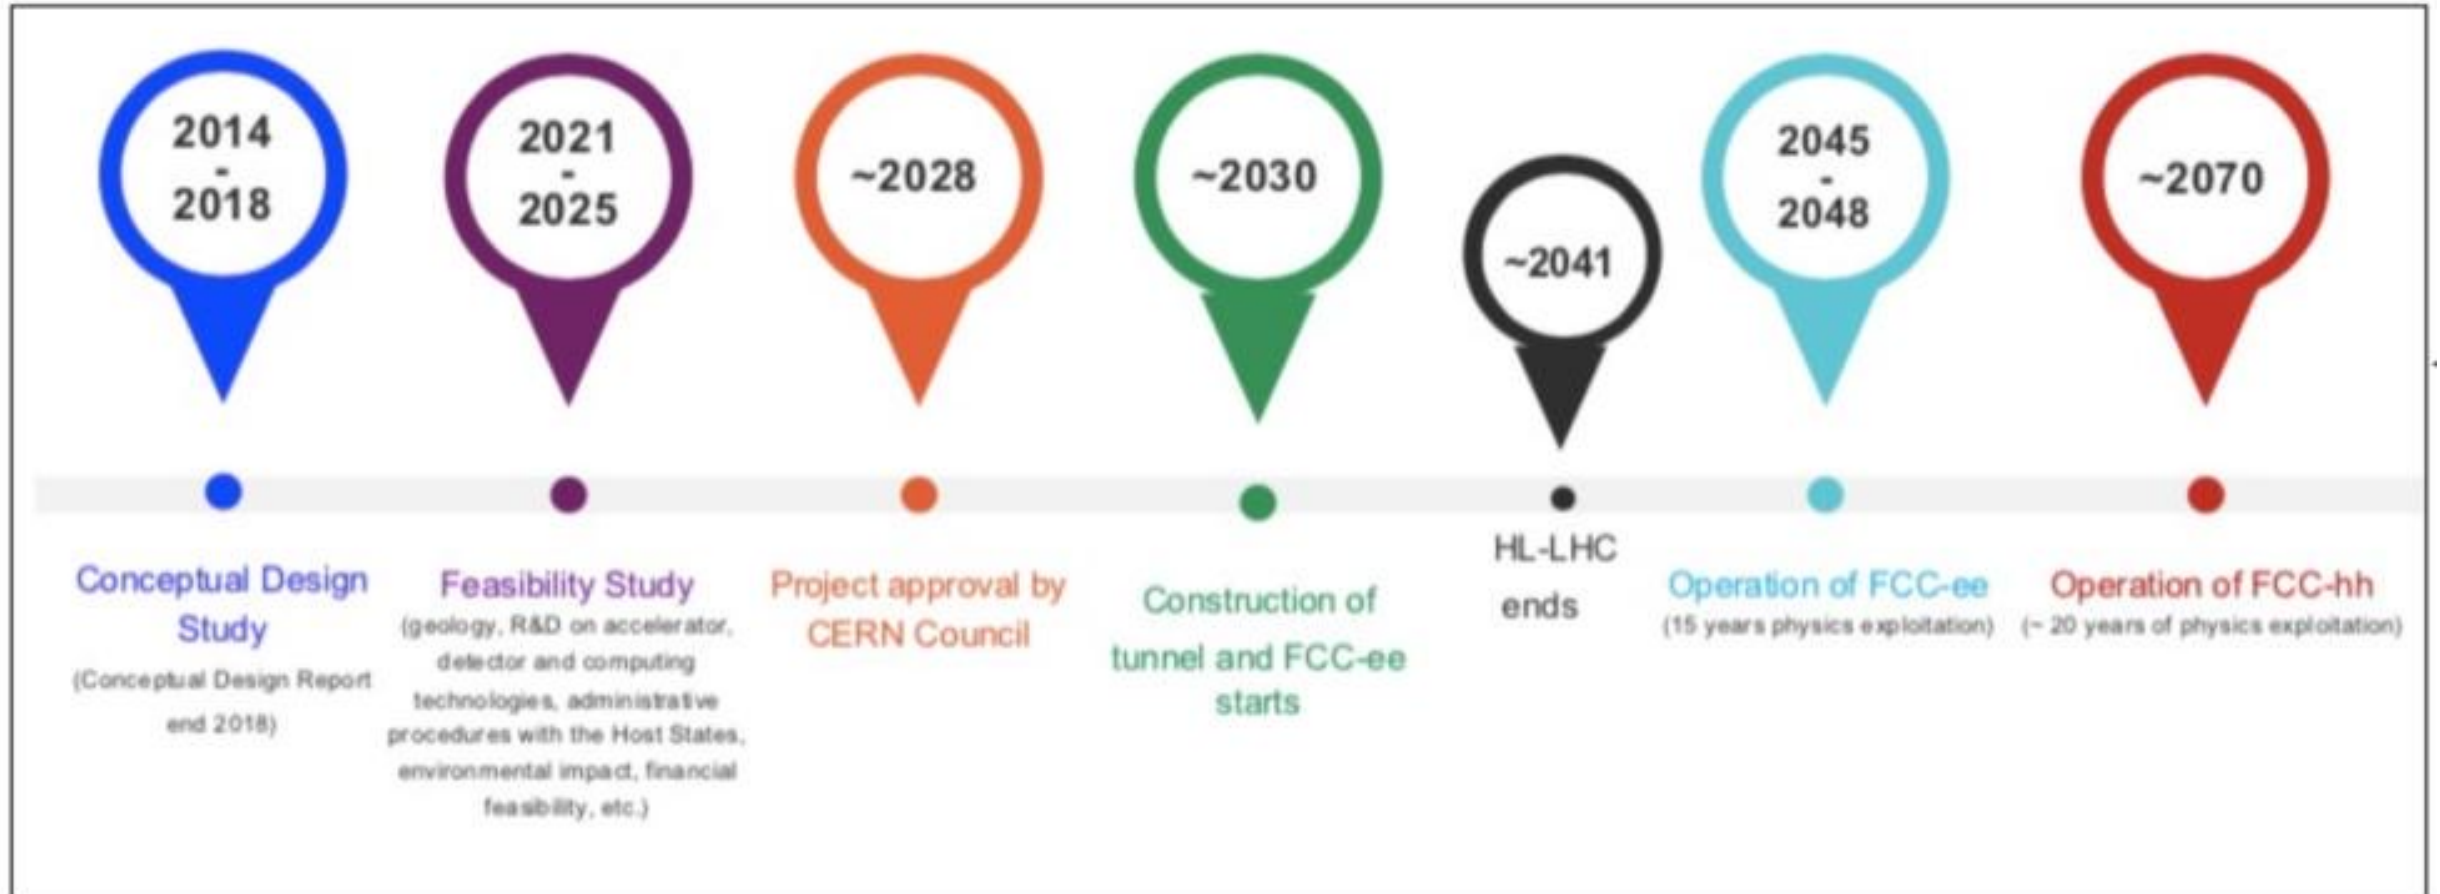 2014
-
2018
2021
-
2025
~2028
~2030
~2041
2045
-
2048
~2070
Conceptual Design
Study
(Conceptual Design Report
end 2018)
Feasibility Study
(geology, R&D on accelerator,
detector and computing
technologies, administrative
procedures with the Host States,
environmental impact, financial
feasibility, etc.)
Project approval by
CERN Council
Construction of
tunnel and FCC-ee
starts
HL-LHC
ends
Operation of FCC-ee
(15 years physics exploitation)
Operation of FCC-hh
(~ 20 years of physics exploitation)